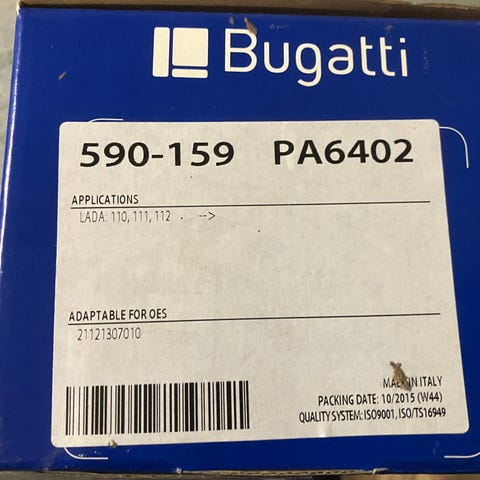 Bugatti
590-159 PA6402
APPLICATIONS
LADA: 110, 111, 112 . -->
ADAPTABLE FOR OES
21121307010
MADE IN ITALY
PACKING DATE: 10/2015 (W44)
QUALITY SYSTEM: ISO9001, ISO/TS16949